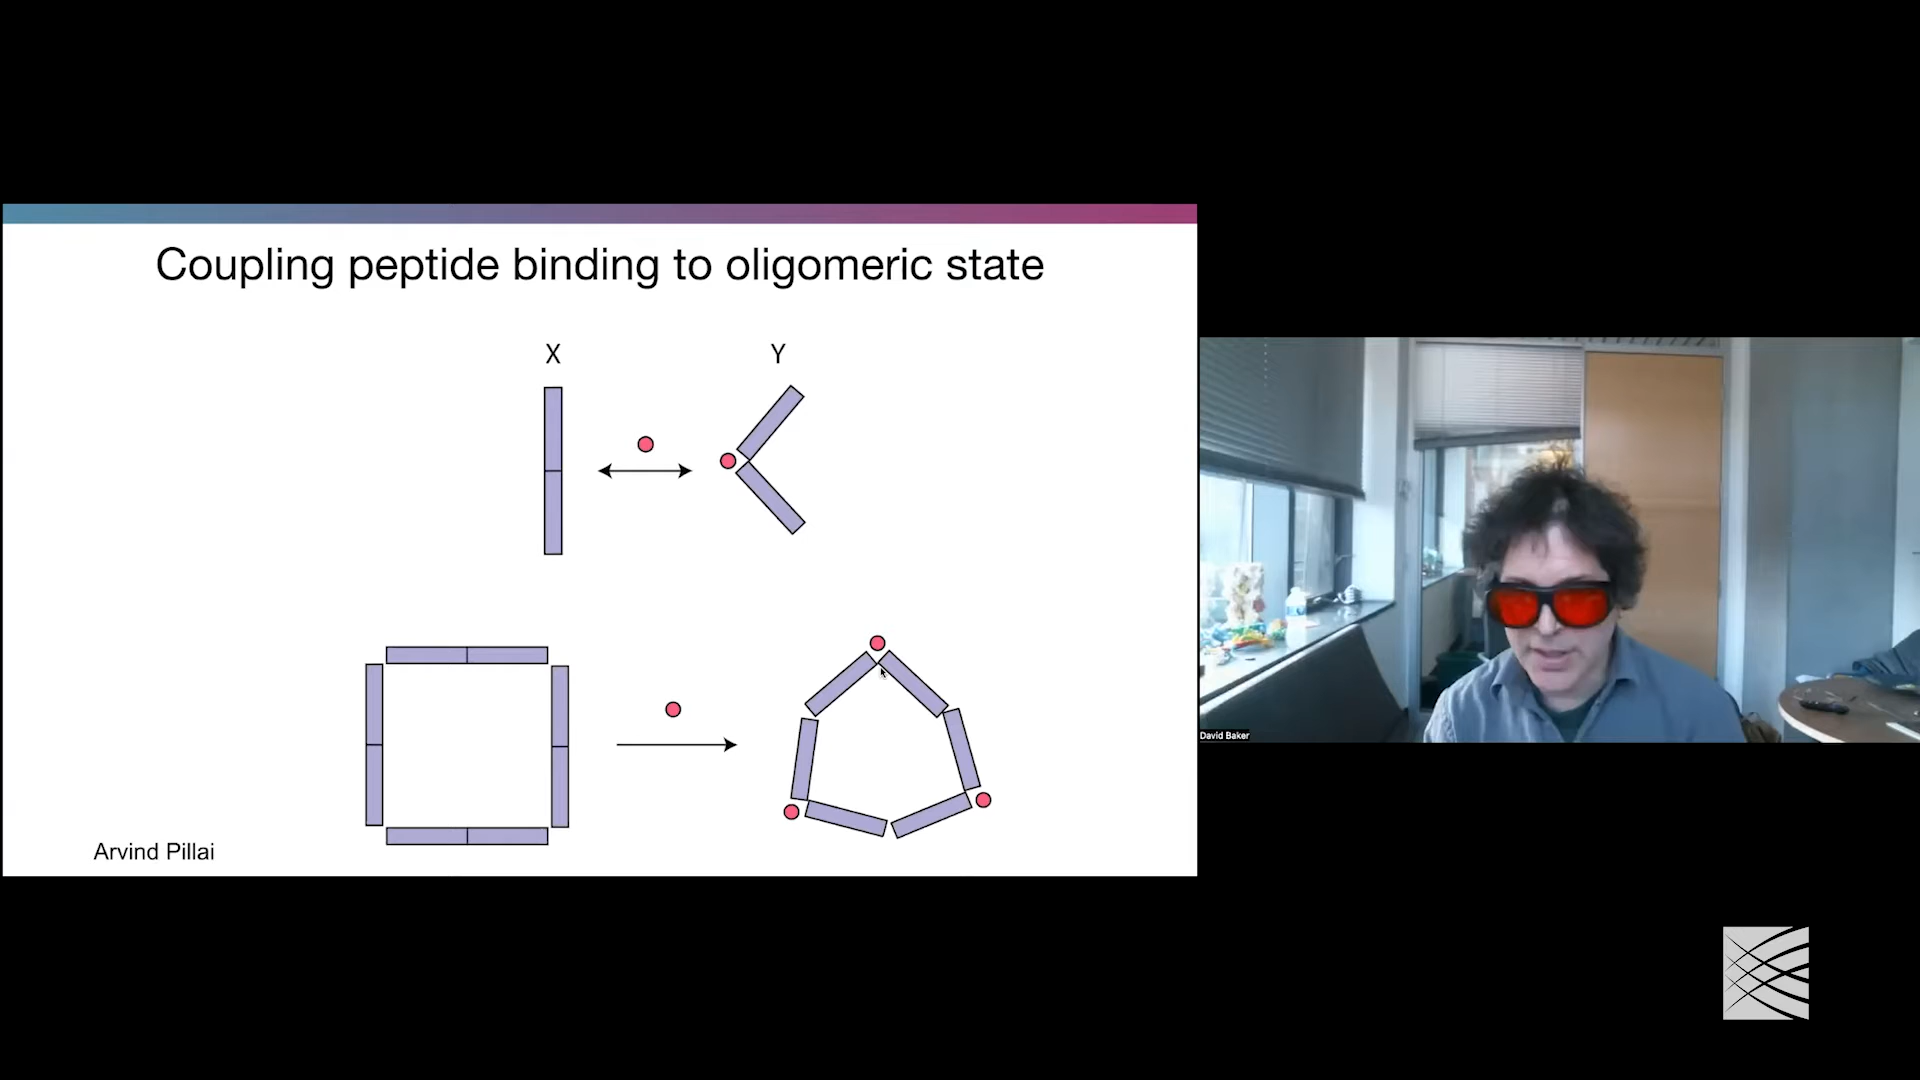 Coupling peptide binding to oligomeric state
X
Y
Arvind Pillai
David Baker